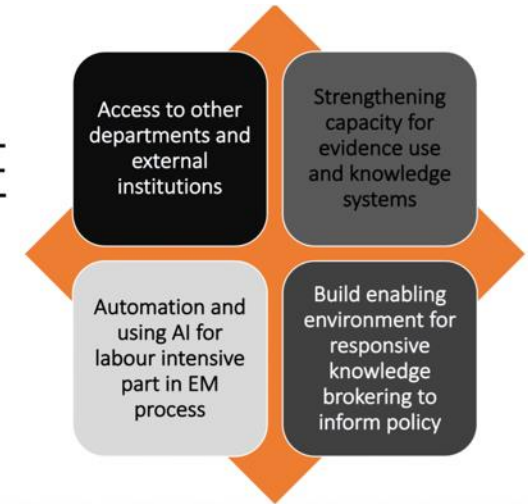 Access to other
departments and
external
institutions
Strengthening
capacity for
evidence use
and knowledge
systems
Automation and
using AI for
labour intensive
part in EM
process
Build enabling
environment for
responsive
knowledge
brokering to
inform policy